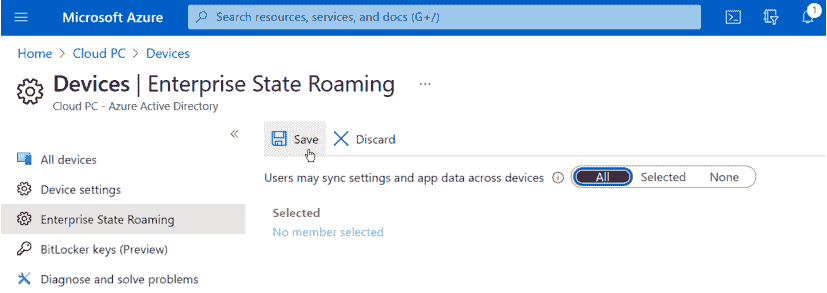 Microsoft Azure
Search resources, services, and docs (G+/)
1
Home > Cloud PC > Devices
Devices | Enterprise State Roaming ...
Cloud PC - Azure Active Directory
«
Save
Discard
All devices
Device settings
Enterprise State Roaming
BitLocker keys (Preview)
Diagnose and solve problems
Users may sync settings and app data across devices
All Selected None
Selected
No member selected